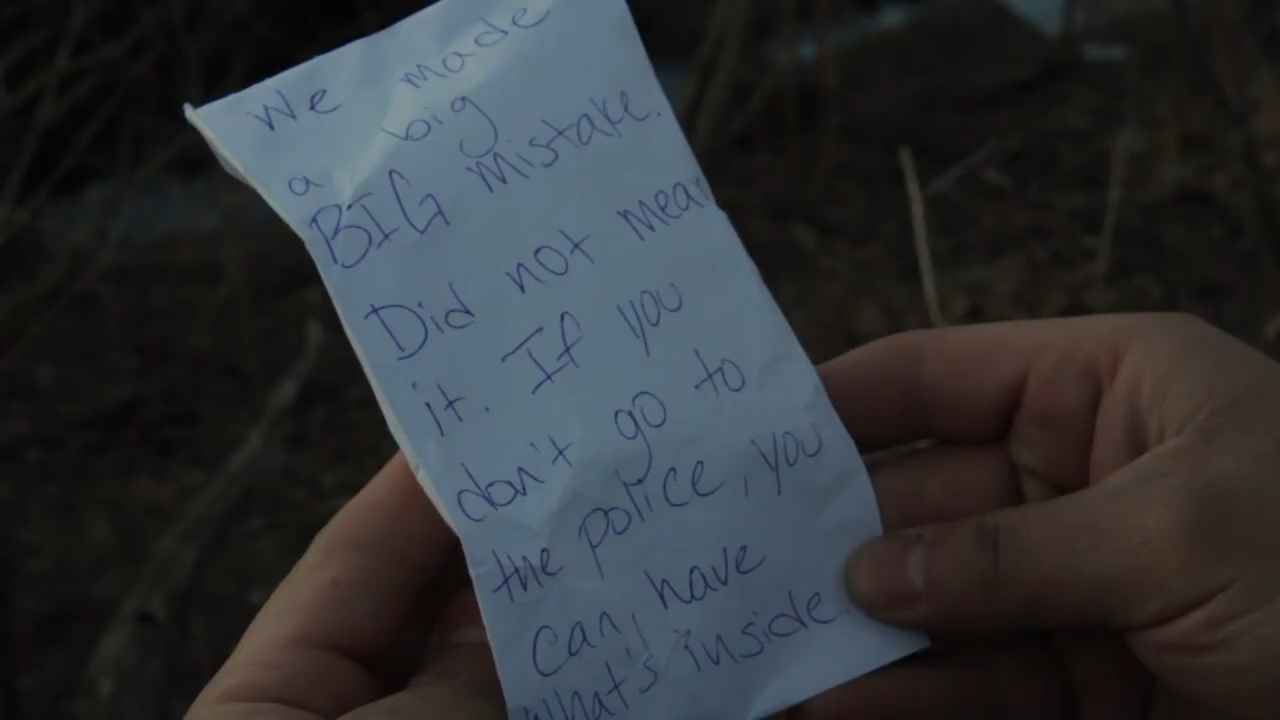 We made
a big
BIG mistake.
Did not mean
it. If you
don't go to
the police, you
can have
what's inside.